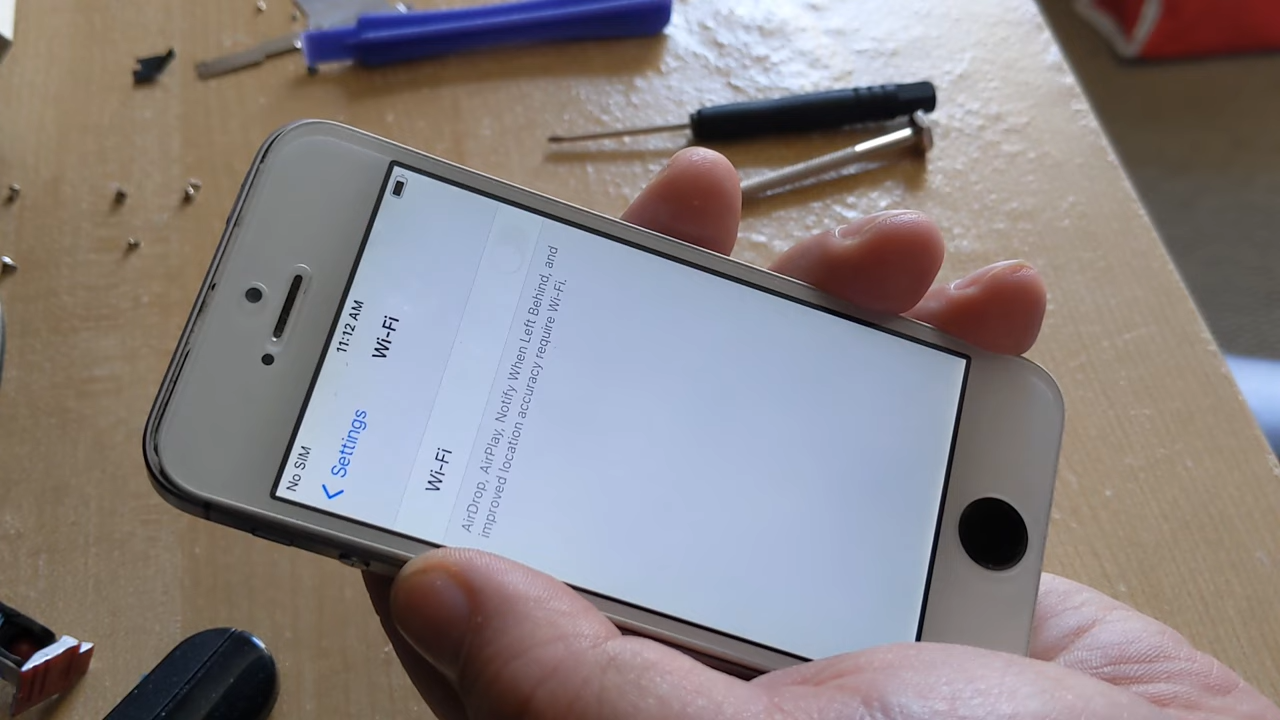 No SIM 11:12 AM
Settings Wi-Fi
Wi-Fi
AirDrop, AirPlay, Notify When Left Behind, and
improved location accuracy require Wi-Fi.